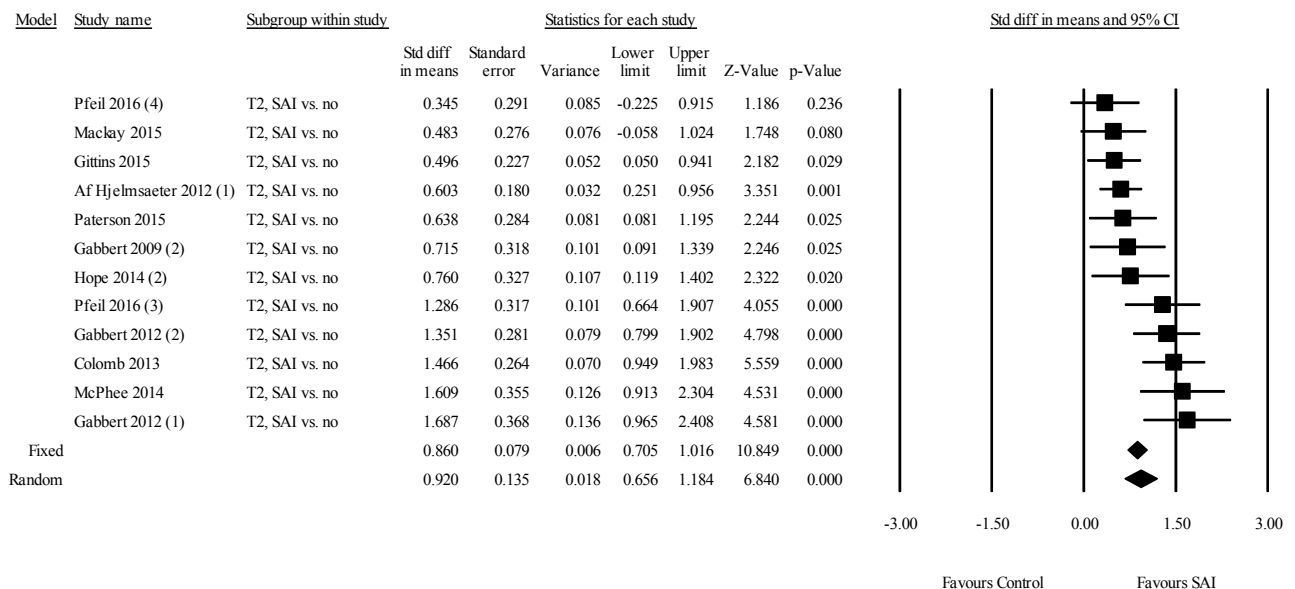 Model Study name Subgroup within study Statistics for each study Std diff in means and 95% CI
Std diff Standard Lower Upper
in means error Variance limit limit Z-Value p-Value
Pfeil 2016 (4) T2, SAI vs. no 0.345 0.291 0.085 -0.225 0.915 1.186 0.236
Mackay 2015 T2, SAI vs. no 0.483 0.276 0.076 -0.058 1.024 1.748 0.080
Gittins 2015 T2, SAI vs. no 0.496 0.227 0.052 0.050 0.941 2.182 0.029
Af Hjelmsaeter 2012 (1) T2, SAI vs. no 0.603 0.180 0.032 0.251 0.956 3.351 0.001
Paterson 2015 T2, SAI vs. no 0.638 0.284 0.081 0.081 1.195 2.244 0.025
Gabbert 2009 (2) T2, SAI vs. no 0.715 0.318 0.101 0.091 1.339 2.246 0.025
Hope 2014 (2) T2, SAI vs. no 0.760 0.327 0.107 0.119 1.402 2.322 0.020
Pfeil 2016 (3) T2, SAI vs. no 1.286 0.317 0.101 0.664 1.907 4.055 0.000
Gabbert 2012 (2) T2, SAI vs. no 1.351 0.281 0.079 0.799 1.902 4.798 0.000
Colomb 2013 T2, SAI vs. no 1.466 0.264 0.070 0.949 1.983 5.559 0.000
McPhee 2014 T2, SAI vs. no 1.609 0.355 0.126 0.913 2.304 4.531 0.000
Gabbert 2012 (1) T2, SAI vs. no 1.687 0.368 0.136 0.965 2.408 4.581 0.000
Fixed 0.860 0.079 0.006 0.705 1.016 10.849 0.000
Random 0.920 0.135 0.018 0.656 1.184 6.840 0.000
-3.00 -1.50 0.00 1.50 3.00
Favours Control Favours SAI